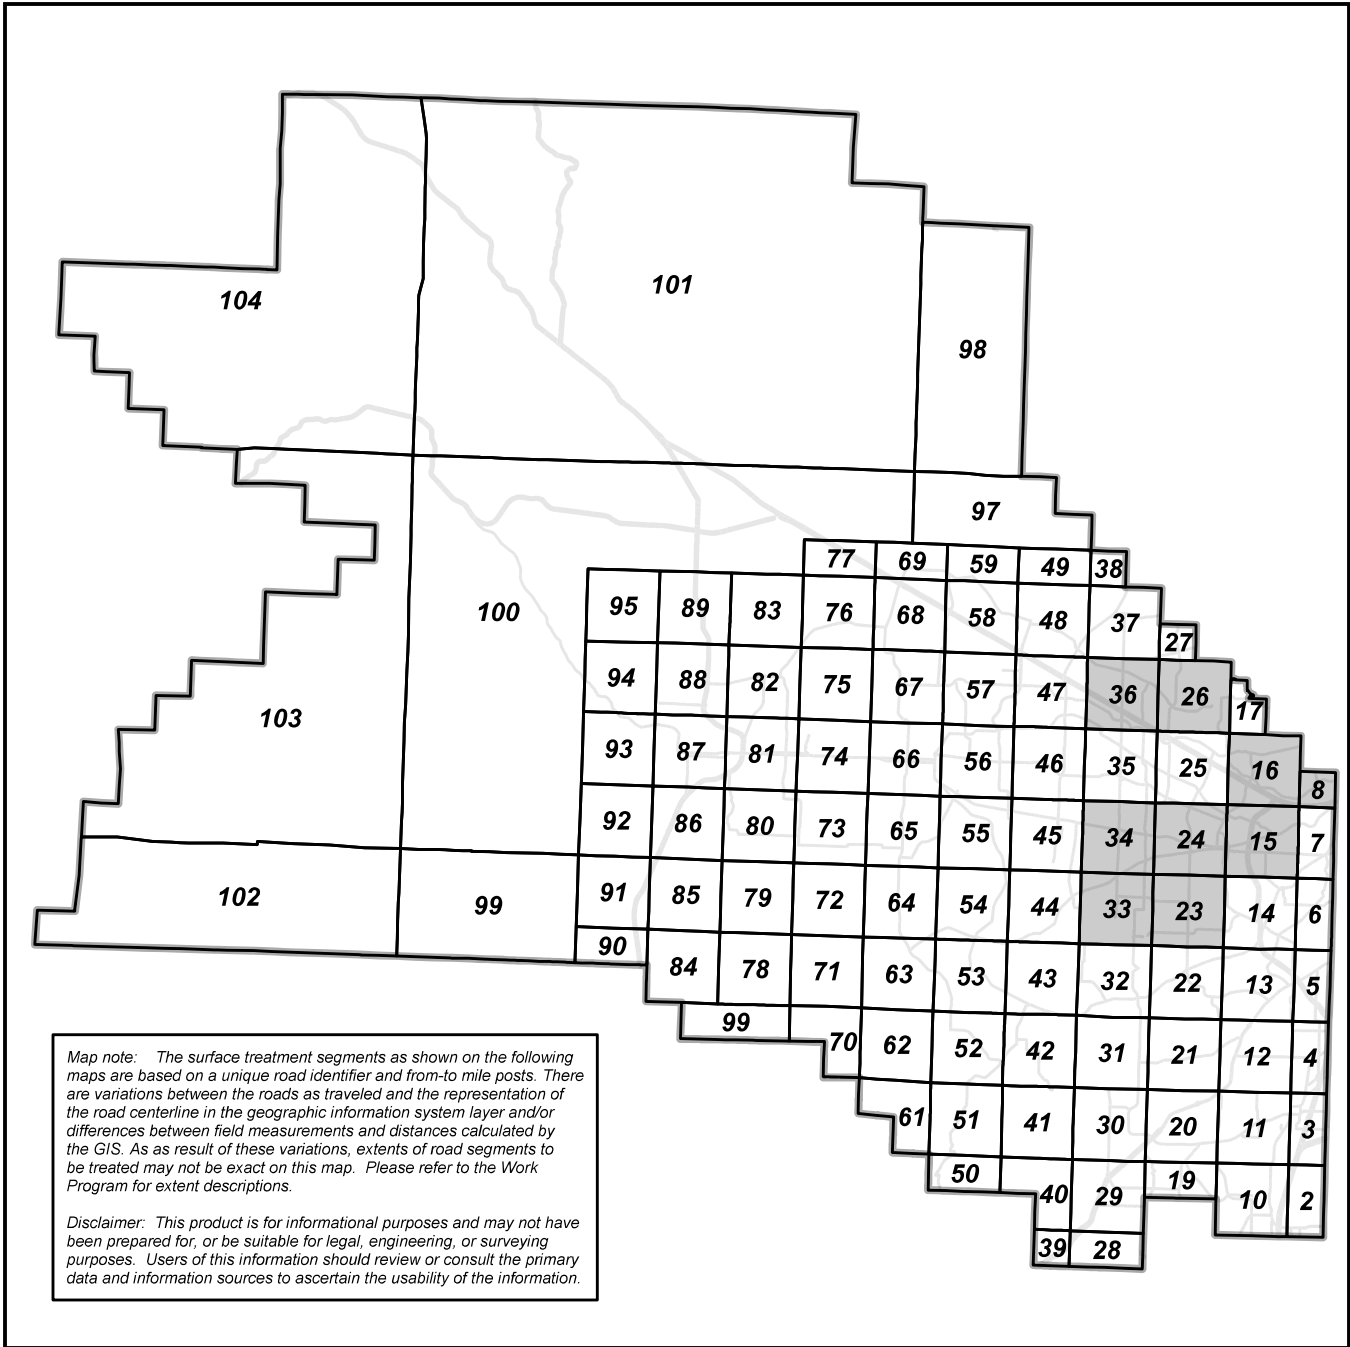 101
104
98
97
77 69 59 49 38
95 89 83 76 68 58 48 37
100
27
94 88 82 75 67 57 47 36 26
17
103
93 87 81 74 66 56 46 35 25 16
8
92 86 80 73 65 55 45 34 24 15 7
102 99 91 85 79 72 64 54 44 33 23 14 6
90
84 78 71 63 53 43 32 22 13 5
99
70 62 52 42 31 21 12 4
61 51 41 30 20 11 3
50 19
40 29 10 2
39 28
Map note: The surface treatment segments as shown on the following
maps are based on a unique road identifier and from-to mile posts. There
are variations between the roads as traveled and the representation of
the road centerline in the geographic information system layer and/or
differences between field measurements and distances calculated by
the GIS. As as result of these variations, extents of road segments to
be treated may not be exact on this map. Please refer to the Work
Program for extent descriptions.
Disclaimer: This product is for informational purposes and may not have
been prepared for, or be suitable for legal, engineering, or surveying
purposes. Users of this information should review or consult the primary
data and information sources to ascertain the usability of the information.